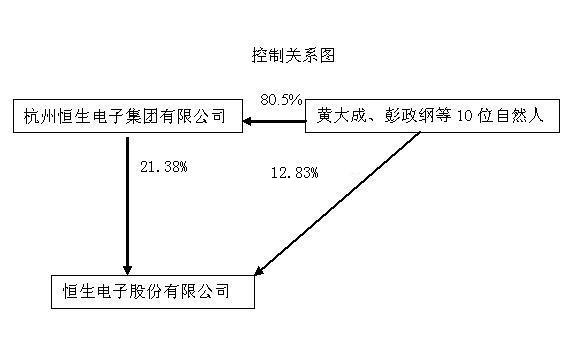 控制关系图
80.5%
杭州恒生电子集团有限公司
黄大成、彭政纲等 10 位自然人
21.38%
12.83%
恒生电子股份有限公司